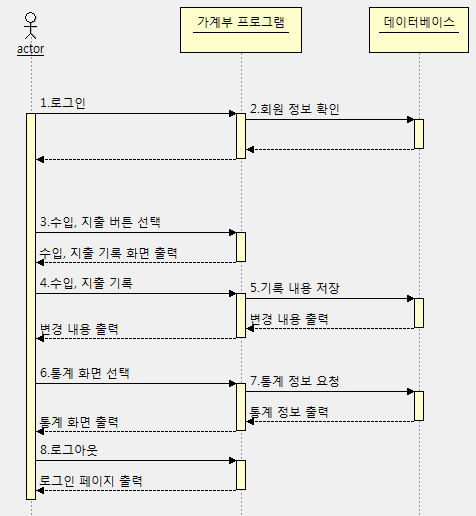 actor
가계부 프로그램
데이터베이스
1.로그인
2.회원 정보 확인
3.수입, 지출 버튼 선택
수입, 지출 기록 화면 출력
4.수입, 지출 기록
5.기록 내용 저장
변경 내용 출력
변경 내용 출력
6.통계 화면 선택
7.통계 정보 요청
통계 정보 출력
통계 화면 출력
8.로그아웃
로그인 페이지 출력